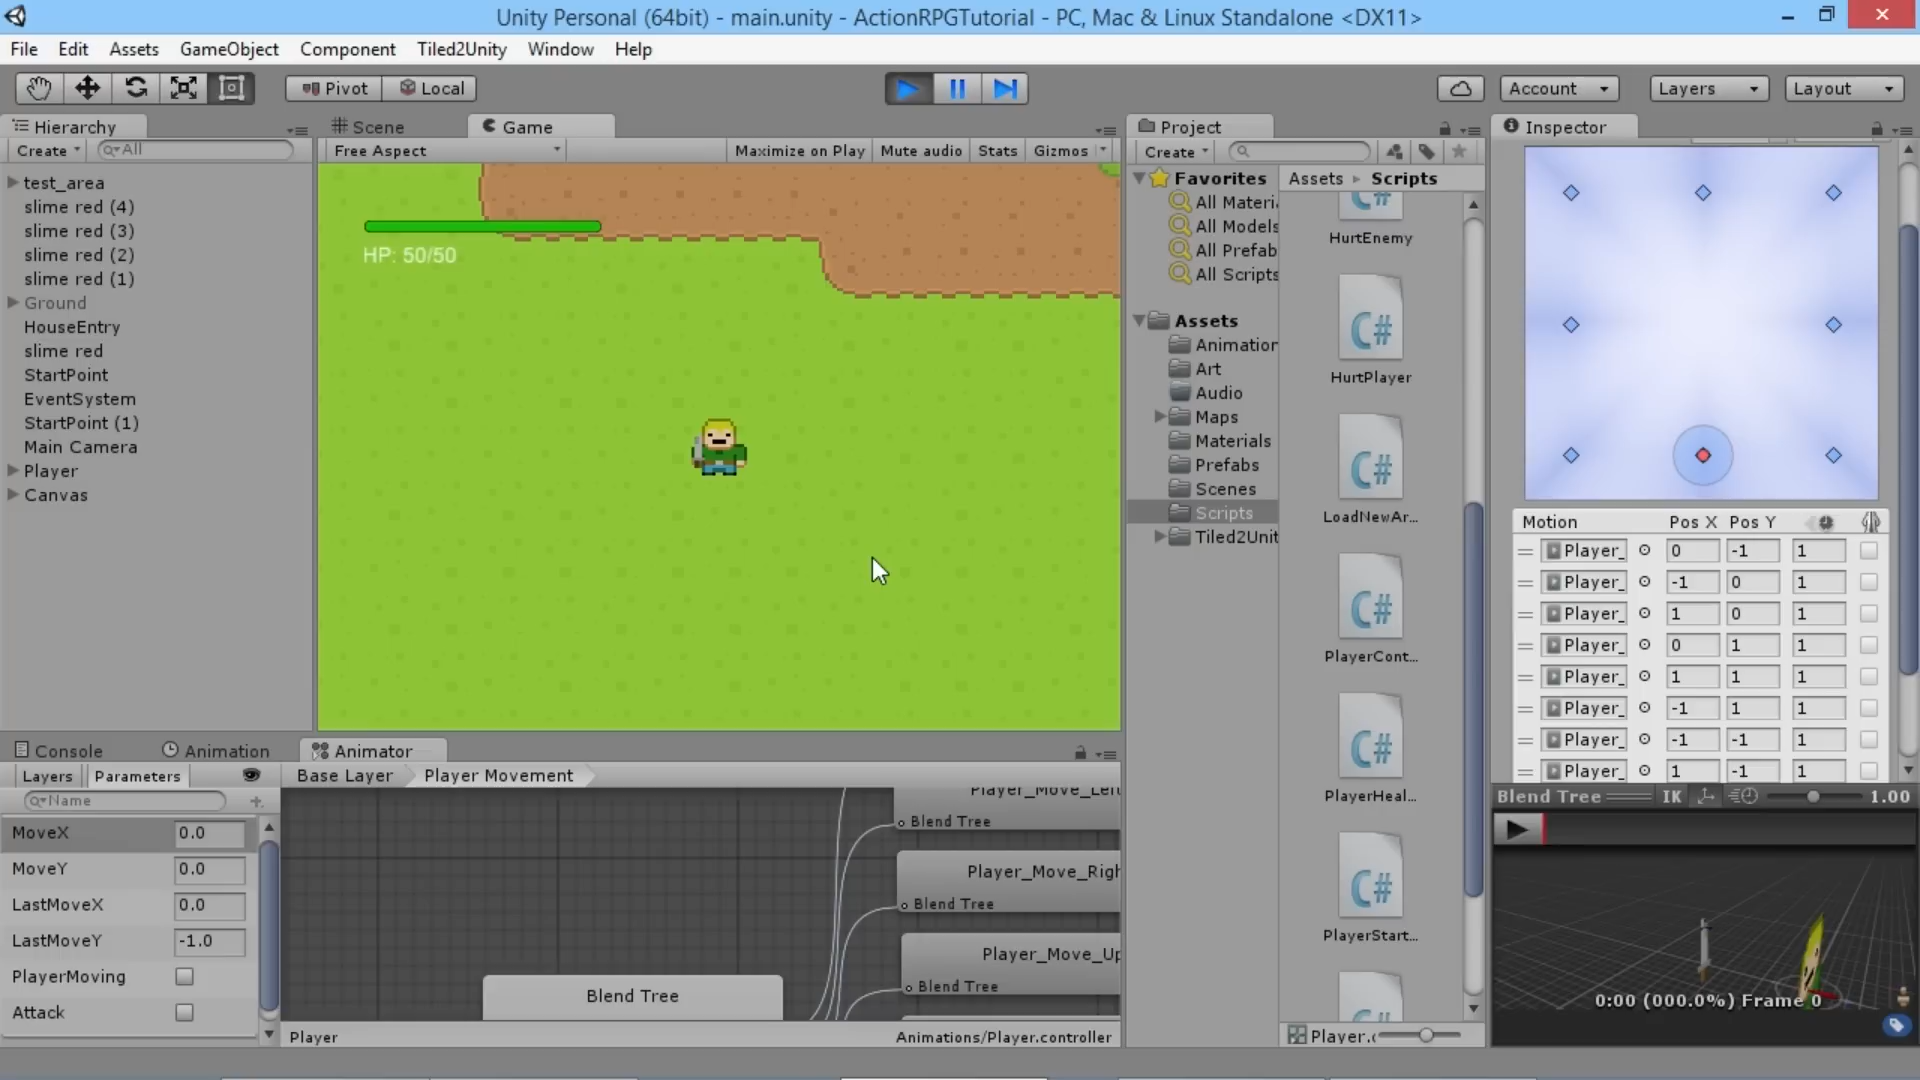 Unity Personal (64bit) - main.unity - ActionRPGTutorial - PC, Mac & Linux Standalone <DX11>
File Edit Assets GameObject Component Tiled2Unity Window Help
Pivot Local Account Layers Layout
Hierarchy
Create All
test_area
slime red (4)
slime red (3)
slime red (2)
slime red (1)
Ground
HouseEntry
slime red
StartPoint
EventSystem
StartPoint (1)
Main Camera
Player
Canvas
Scene Game
Free Aspect Maximize on Play Mute audio Stats Gizmos
HP: 50/50
Project
Create
Favorites
All Materi
All Models
All Prefab
All Scripts
Assets
Animation
Art
Audio
Maps
Materials
Prefabs
Scenes
Scripts
Tiled2Unit
Assets Scripts
HurtEnemy
C#
HurtPlayer
C#
LoadNewAr...
C#
PlayerCont...
C#
PlayerHeal...
C#
PlayerStart...
Player.c
Inspector
Motion Pos X Pos Y
Player_ 0 -1 1
Player_ -1 0 1
Player_ 1 0 1
Player_ 0 1 1
Player_ 1 1 1
Player_ -1 1 1
Player_ -1 -1 1
Player_ 1 -1 1
Blend Tree IK 1.00
0:00 (000.0%) Frame 0
Console Animation Animator
Layers Parameters Base Layer Player Movement
Name
MoveX 0.0
MoveY 0.0
LastMoveX 0.0
LastMoveY -1.0
PlayerMoving
Attack
Player_Move_Left
Blend Tree
Player_Move_Righ
Blend Tree
Player_Move_Up
Blend Tree
Blend Tree
Player Animations/Player.controller